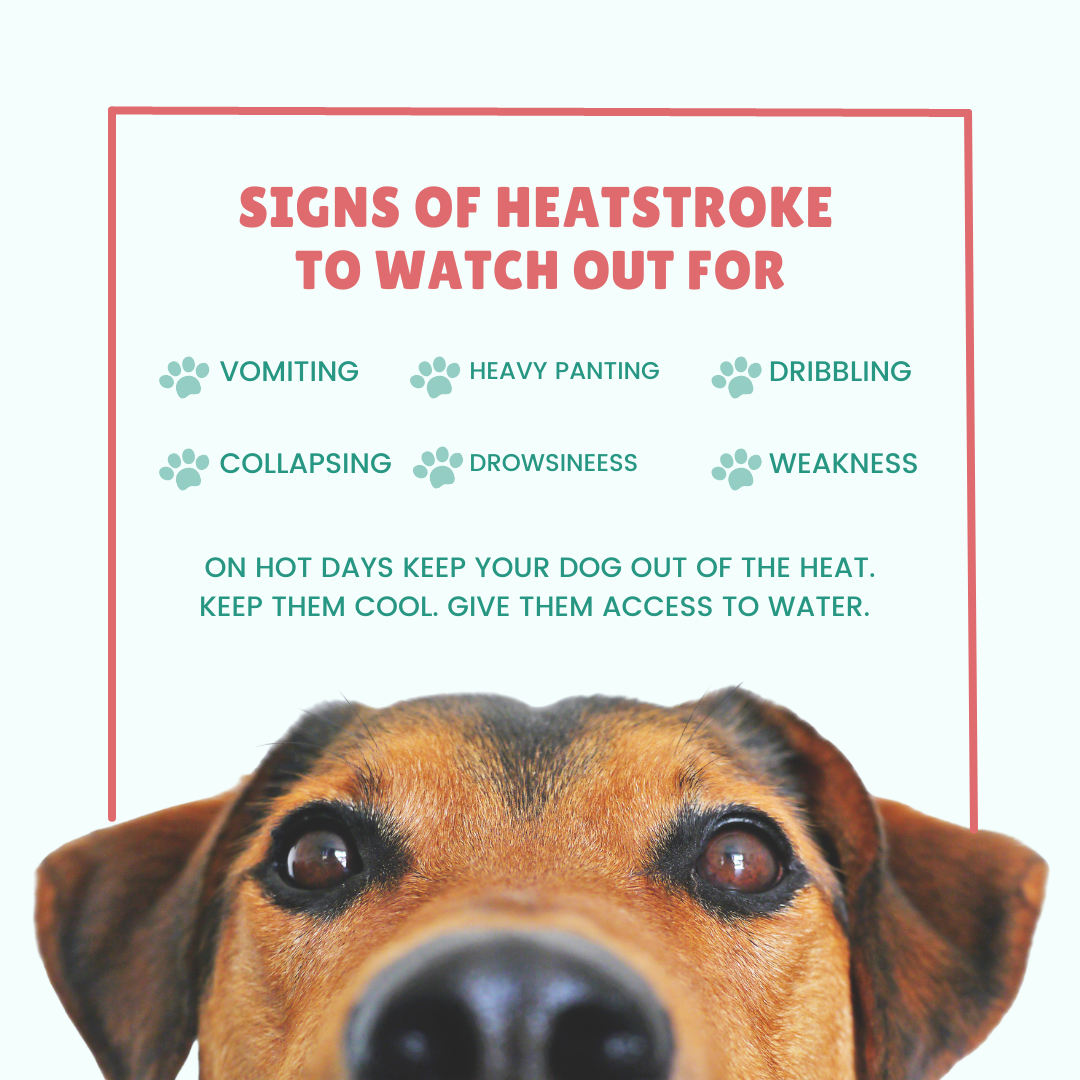 SIGNS OF HEATSTROKE
TO WATCH OUT FOR
VOMITING HEAVY PANTING DRIBBLING
COLLAPSING DROWSINEESS WEAKNESS
ON HOT DAYS KEEP YOUR DOG OUT OF THE HEAT.
KEEP THEM COOL. GIVE THEM ACCESS TO WATER.